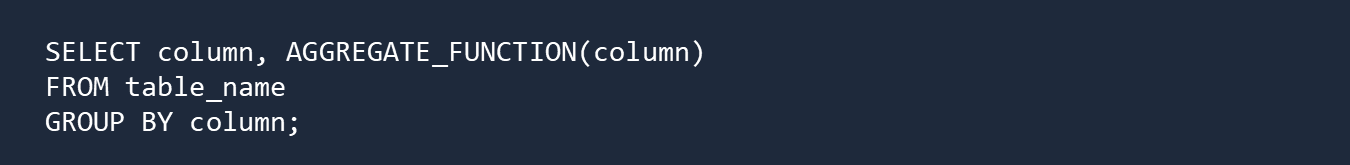 SELECT column, AGGREGATE_FUNCTION(column)
FROM table_name
GROUP BY column;